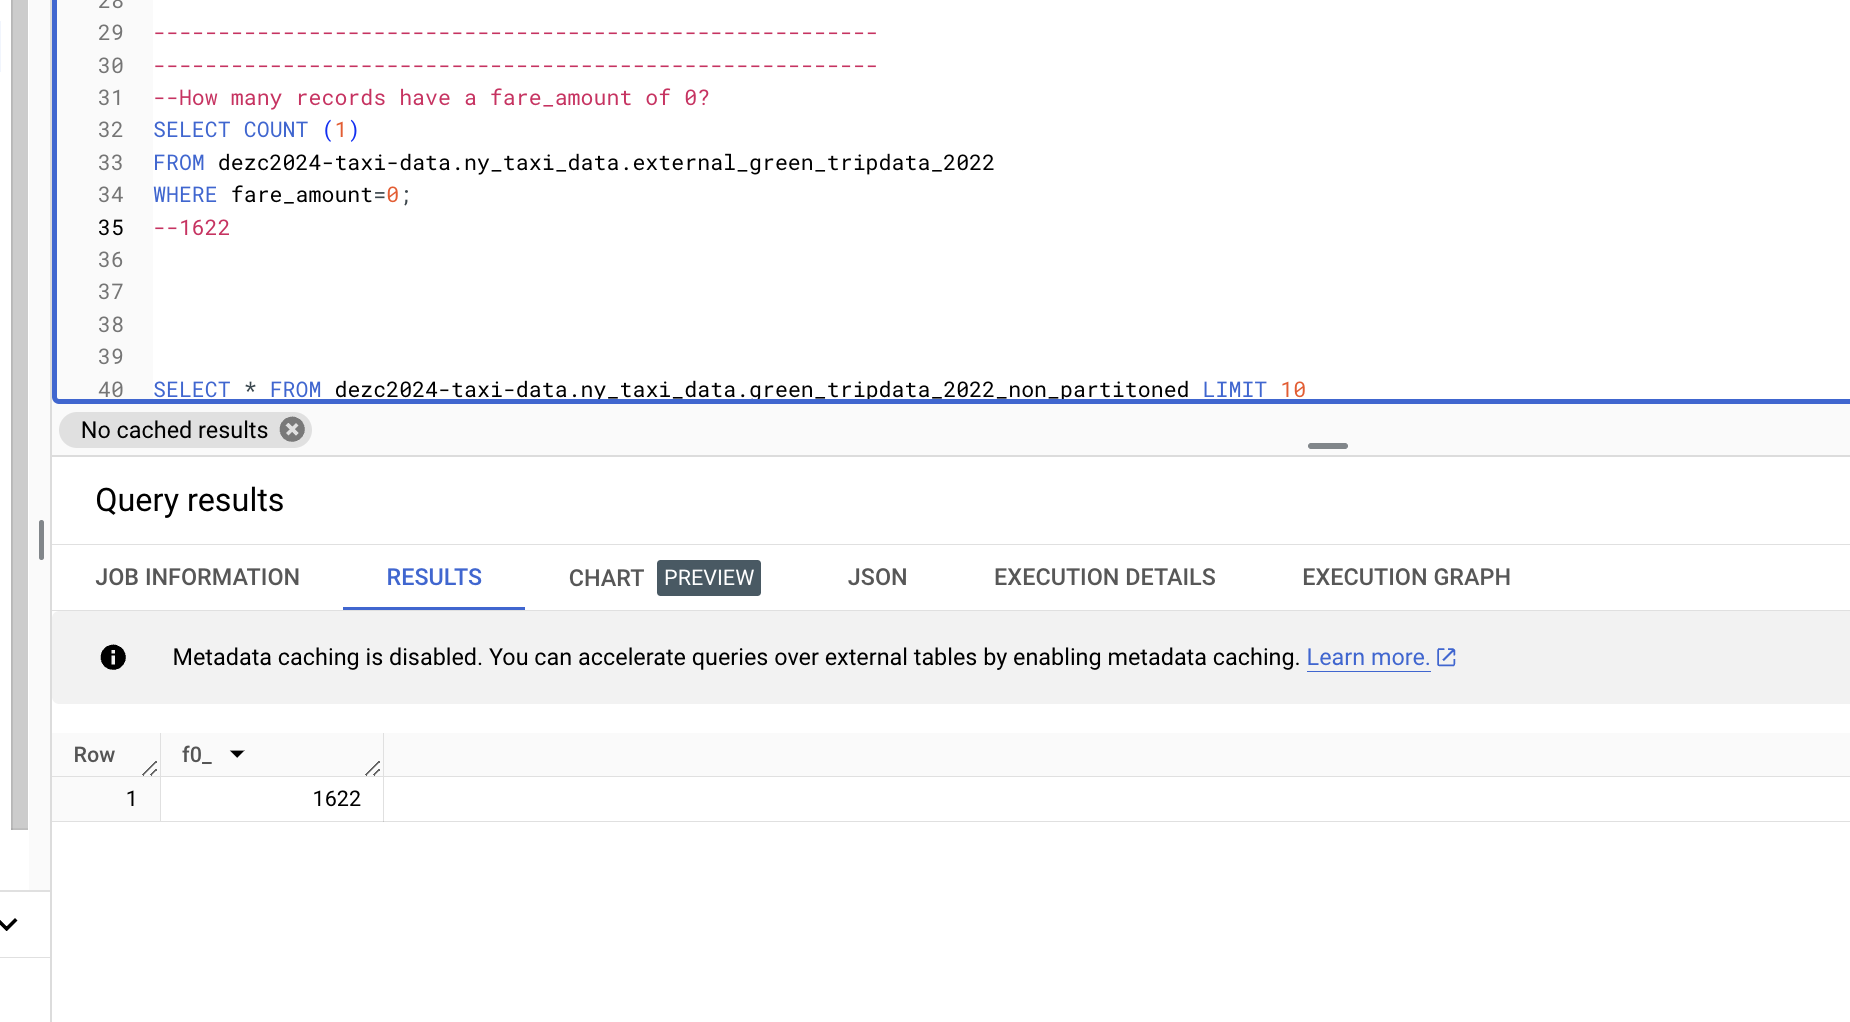 28
29 --------------------------------------------------------
30 --------------------------------------------------------
31 --How many records have a fare_amount of 0?
32 SELECT COUNT (1)
33 FROM dezc2024-taxi-data.ny_taxi_data.external_green_tripdata_2022
34 WHERE fare_amount=0;
35 --1622
36
37
38
39
40 SELECT * FROM dezc2024-taxi-data.ny_taxi_data.green_tripdata_2022_non_partitoned LIMIT 10
No cached results
Query results
JOB INFORMATION RESULTS CHART PREVIEW JSON EXECUTION DETAILS EXECUTION GRAPH
Metadata caching is disabled. You can accelerate queries over external tables by enabling metadata caching. Learn more.
Row f0_
1 1622